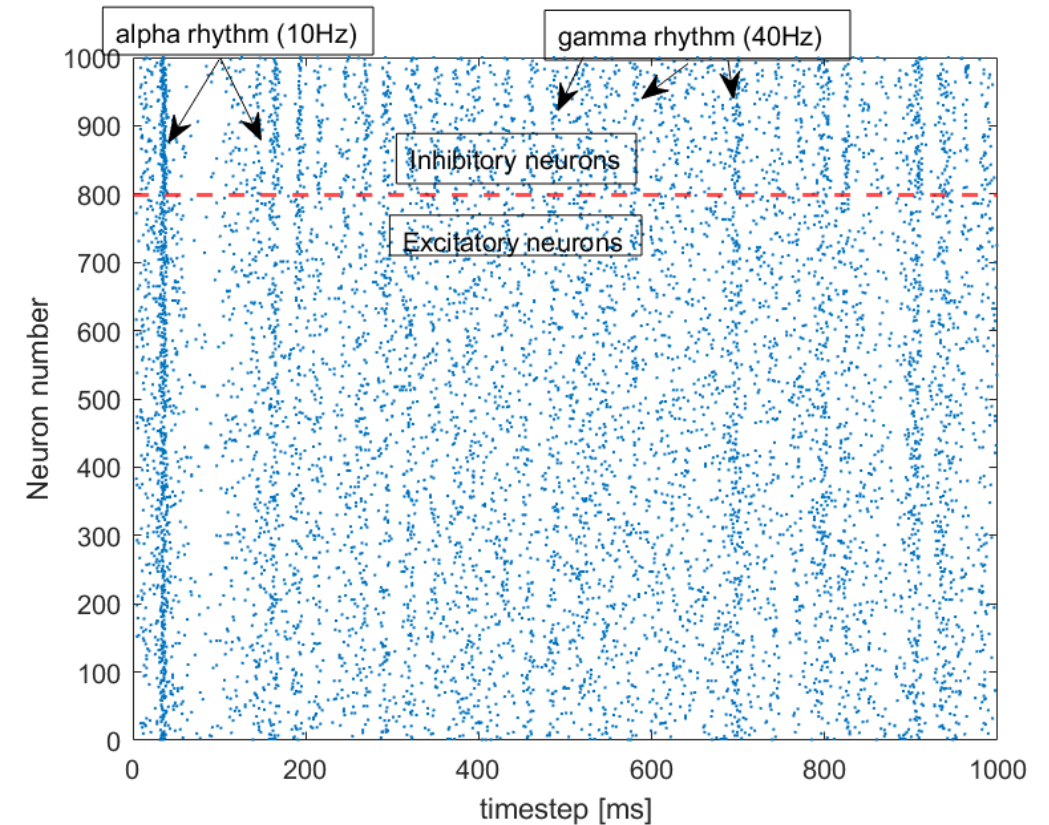 alpha rhythm (10Hz)
gamma rhythm (40Hz)
1000
900
Inhibitory neurons
800
Excitatory neurons
700
600
500
400
300
200
100
0
Neuron number
0 200 400 600 800 1000
timestep [ms]